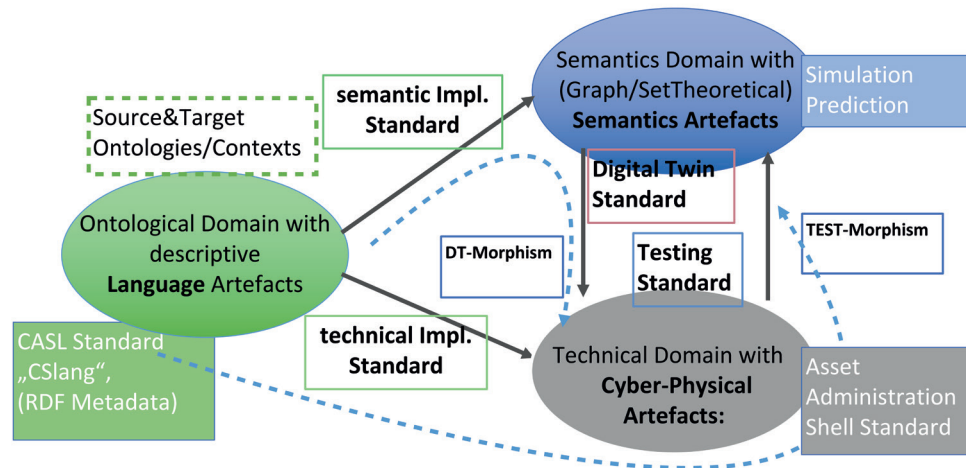 Semantics Domain with
(Graph/SetTheoretical)
Semantics Artefacts
Simulation
Prediction
semantic Impl.
Standard
Source&Target
Ontologies/Contexts
Digital Twin
Standard
Ontological Domain with
descriptive
Language Artefacts
DT-Morphism
Testing
Standard
TEST-Morphism
technical Impl.
Standard
CASL Standard
„CSlang“,
(RDF Metadata)
Technical Domain with
Cyber-Physical
Artefacts:
Asset
Administration
Shell Standard